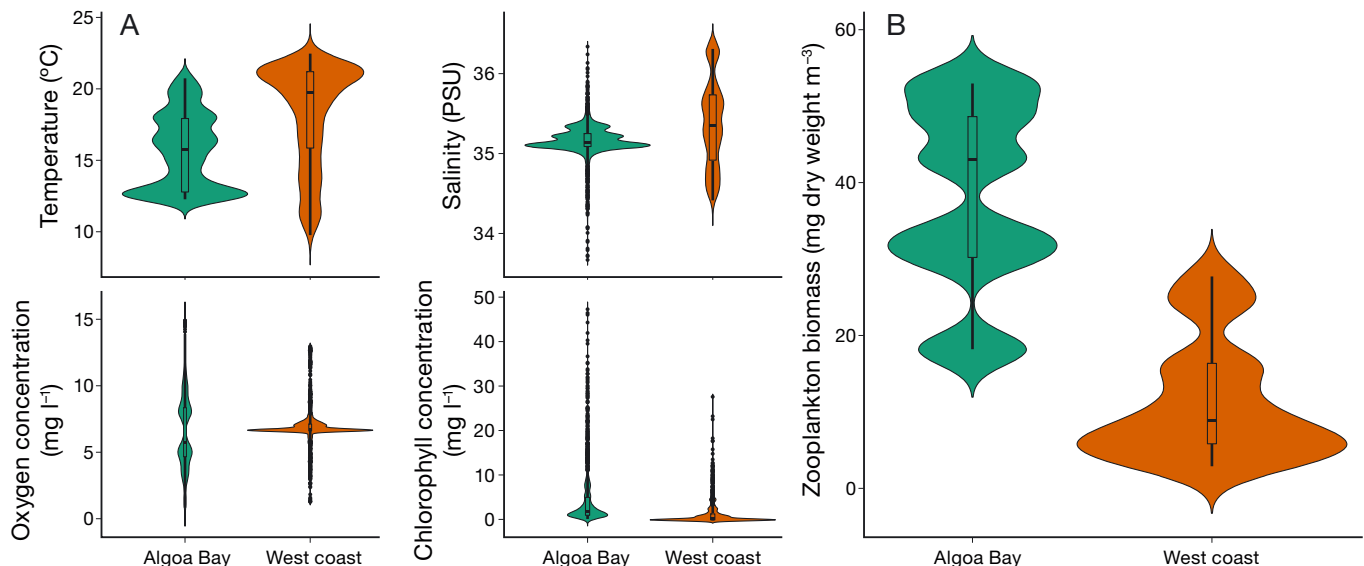 A
Temperature (ºC)
25
20
15
10
Salinity (PSU)
36
35
34
Oxygen concentration
(mg l⁻¹)
15
10
5
0
Algoa Bay
West coast
Chlorophyll concentration
(mg l⁻¹)
50
40
30
20
10
0
Algoa Bay
West coast
B
Zooplankton biomass (mg dry weight m⁻³)
60
40
20
0
Algoa Bay
West coast